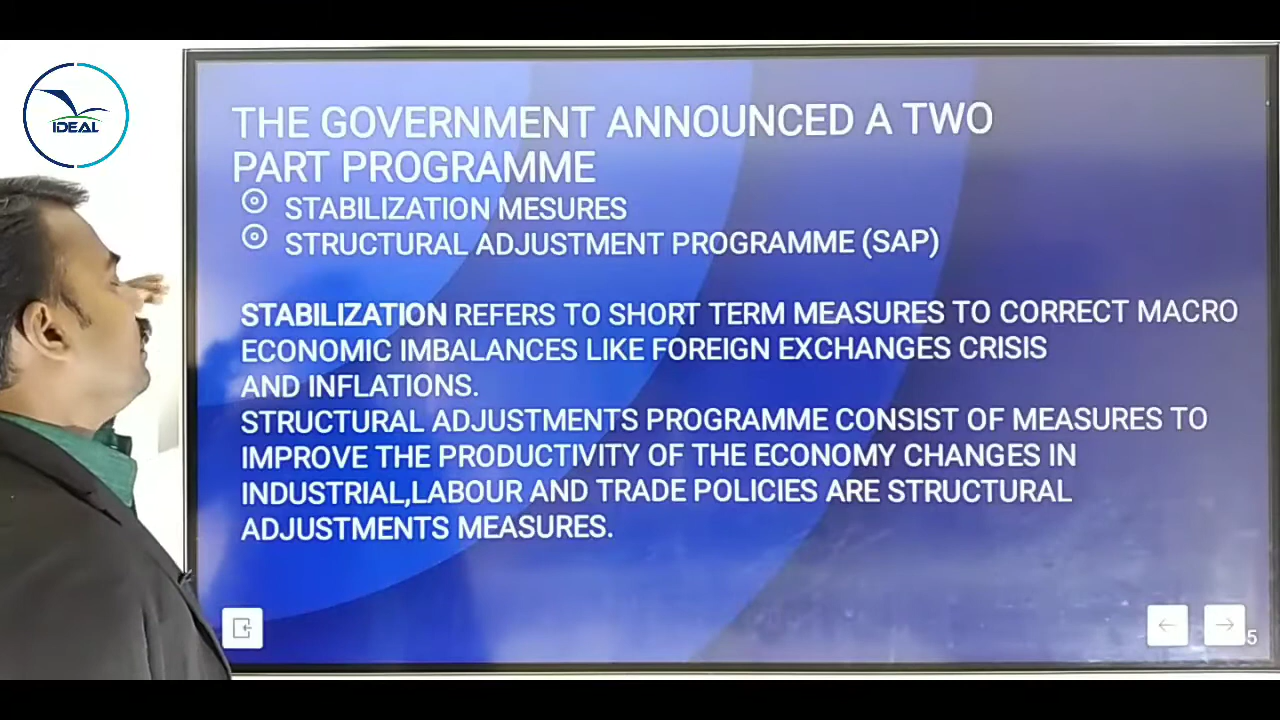 IDEAL
THE GOVERNMENT ANNOUNCED A TWO
PART PROGRAMME
STABILIZATION MESURES
STRUCTURAL ADJUSTMENT PROGRAMME (SAP)
STABILIZATION REFERS TO SHORT TERM MEASURES TO CORRECT MACRO
ECONOMIC IMBALANCES LIKE FOREIGN EXCHANGES CRISIS
AND INFLATIONS.
STRUCTURAL ADJUSTMENTS PROGRAMME CONSIST OF MEASURES TO
IMPROVE THE PRODUCTIVITY OF THE ECONOMY CHANGES IN
INDUSTRIAL,LABOUR AND TRADE POLICIES ARE STRUCTURAL
ADJUSTMENTS MEASURES.
5